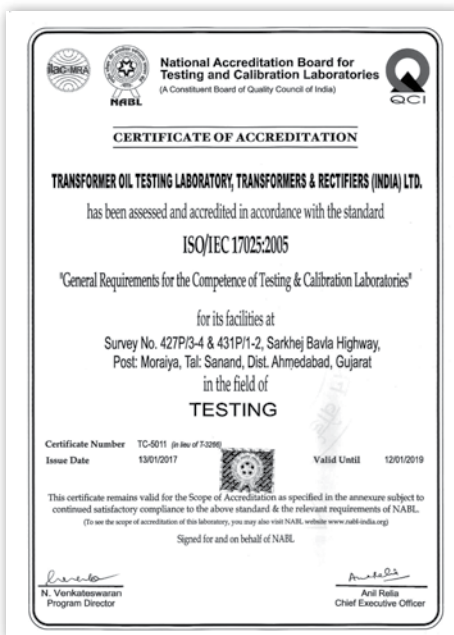 ilac-MRA
NABL
National Accreditation Board for
Testing and Calibration Laboratories
(A Constituent Board of Quality Council of India)
QCI
CERTIFICATE OF ACCREDITATION
TRANSFORMER OIL TESTING LABORATORY, TRANSFORMERS & RECTIFIERS (INDIA) LTD.
has been assessed and accredited in accordance with the standard
ISO/IEC 17025:2005
"General Requirements for the Competence of Testing & Calibration Laboratories"
for its facilities at
Survey No. 427P/3-4 & 431P/1-2, Sarkhej Bavla Highway,
Post: Moraiya, Tal: Sanand, Dist. Ahmedabad, Gujarat
in the field of
TESTING
Certificate Number TC-5011 (in lieu of T-3266)
Issue Date 13/01/2017 Valid Until 12/01/2019
This certificate remains valid for the Scope of Accreditation as specified in the annexure subject to
continued satisfactory compliance to the above standard & the relevant requirements of NABL.
(To see the scope of accreditation of this laboratory, you may also visit NABL website www.nabl-india.org)
Signed for and on behalf of NABL
N. Venkateswaran
Program Director
Anil Relia
Chief Executive Officer